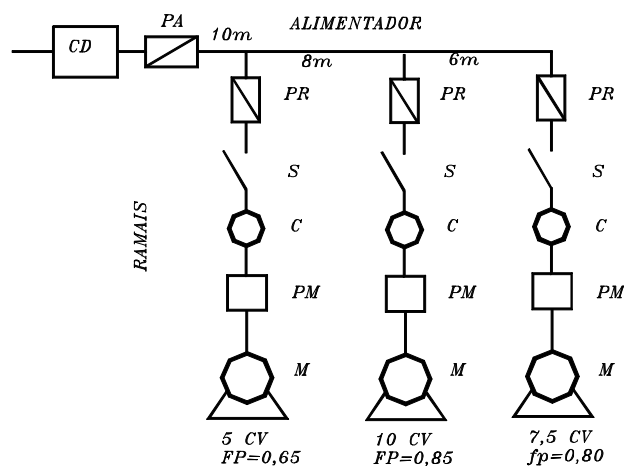 ALIMENTADOR
PA
10m
CD
8m
6m
PR
PR
PR
S
S
S
C
C
C
RAMAIS
PM
PM
PM
M
M
M
5 CV
FP=0,65
10 CV
FP=0,85
7,5 CV
fp=0,80